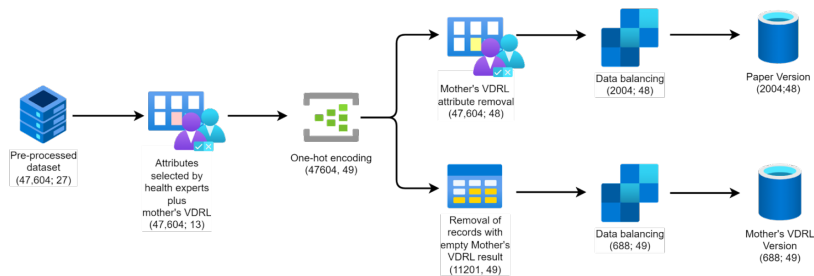 Pre-processed
dataset
(47,604; 27)
Attributes
selected by
health experts
plus
mother's VDRL
(47,604; 13)
One-hot encoding
(47604, 49)
Mother's VDRL
attribute removal
(47,604; 48)
Data balancing
(2004; 48)
Paper Version
(2004;48)
Removal of
records with
empty Mother's
VDRL result
(11201, 49)
Data balancing
(688; 49)
Mother's VDRL
Version
(688; 49)